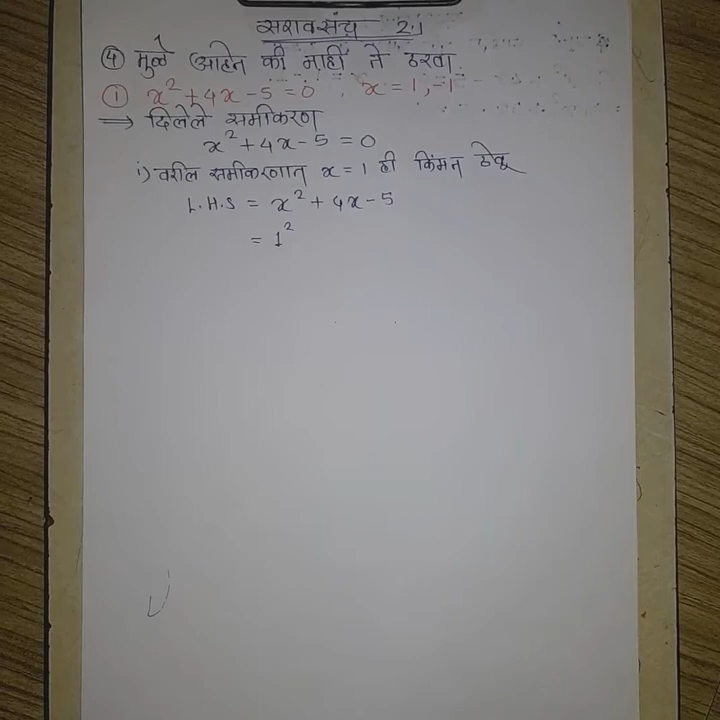 सरावसंच 2.1
④ मुळे आहेत की नाही ते ठरवा.
① x² + 4x - 5 = 0 , x = 1, -1
⇒ दिलेले समीकरण
x² + 4x - 5 = 0
i) वरील समीकरणात x = 1 ही किंमत ठेवू
L.H.S = x² + 4x - 5
= 1²